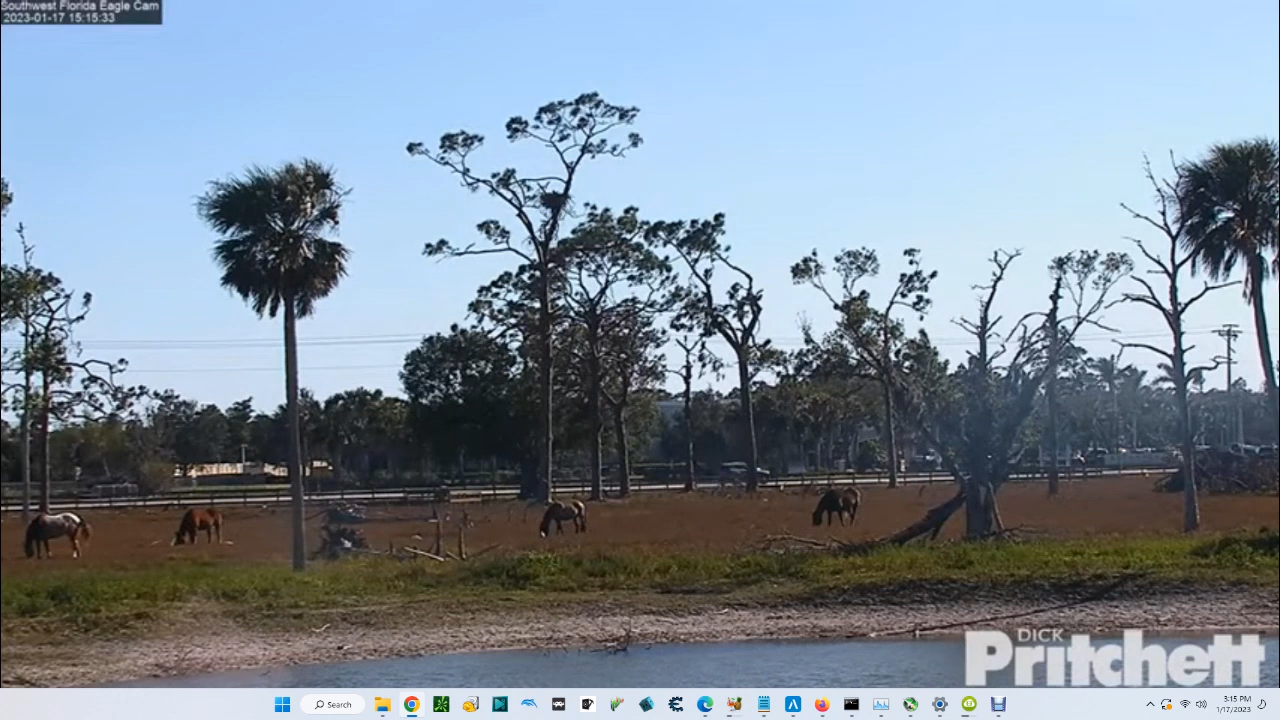 Southwest Florida Eagle Cam
2023-01-17 15:15:33
DICK
Pritchett
Search
3:15 PM
1/17/2023